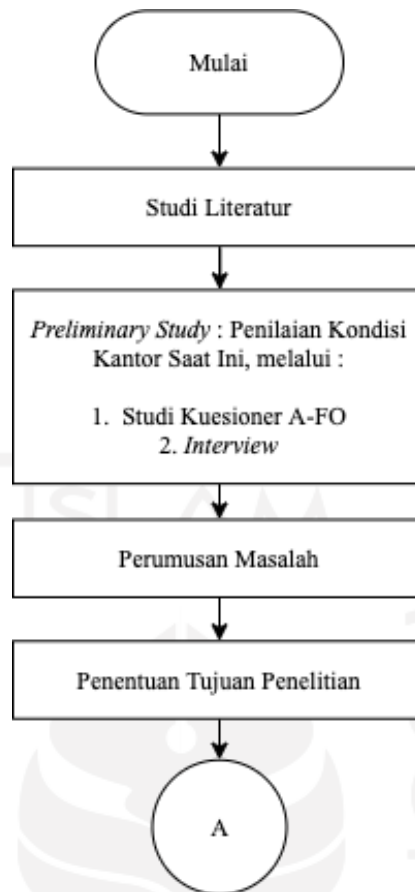 Mulai
Studi Literatur
Preliminary Study : Penilaian Kondisi
Kantor Saat Ini, melalui :
1. Studi Kuesioner A-FO
2. Interview
Perumusan Masalah
Penentuan Tujuan Penelitian
A